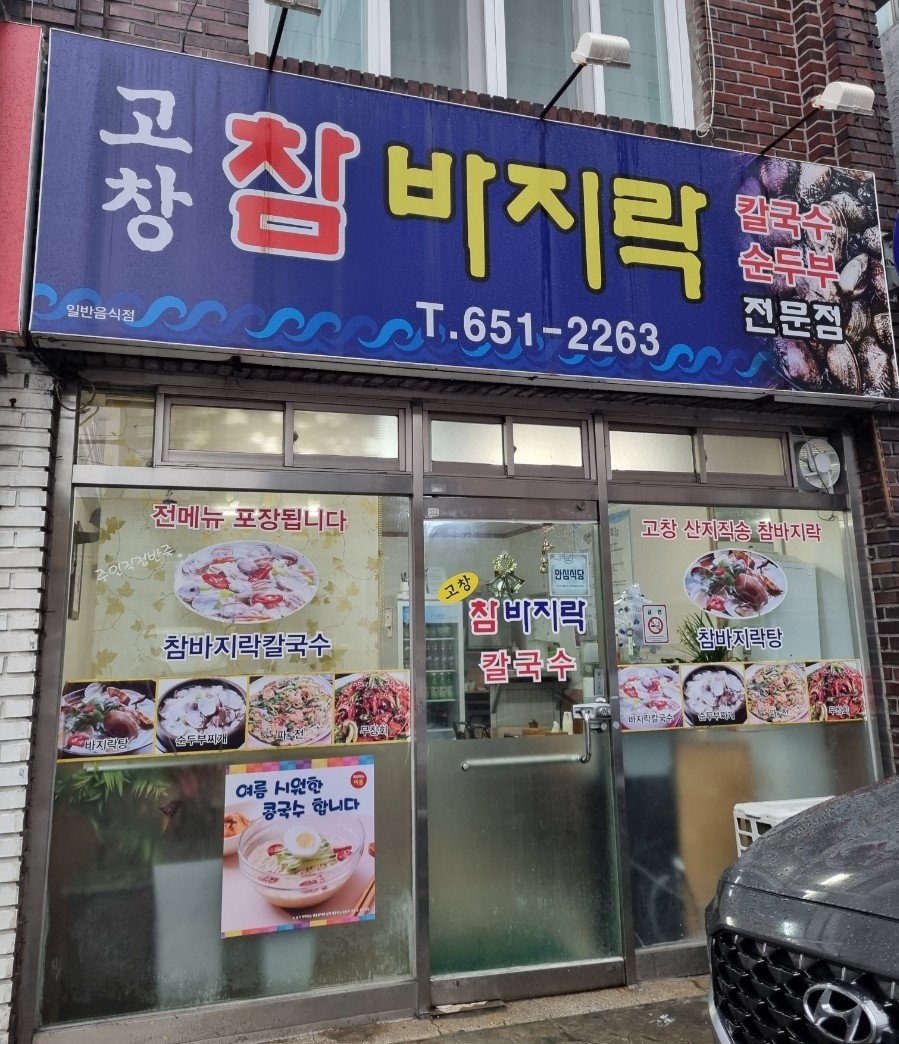 고창
참 바지락
칼국수
순두부
전문점
일반음식점
T.651-2263
전메뉴 포장됩니다
참바지락칼국수
바지락탕
순두부찌개
파전
무침회
여름 시원한
콩국수 합니다
고창
참바지락
칼국수
안심식당
고창 산지직송 참바지락
참바지락탕
바지락칼국수
순두부찌개
파전
무침회